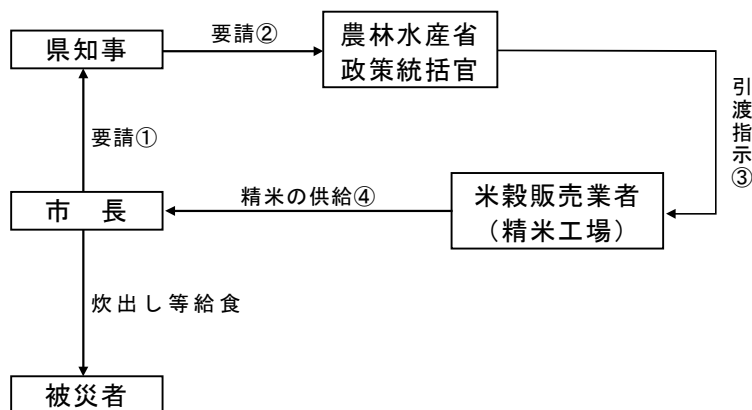 県知事
要請②
農林水産省
政策統括官
引渡指示③
要請①
市　長
精米の供給④
米穀販売業者
（精米工場）
炊出し等給食
被災者